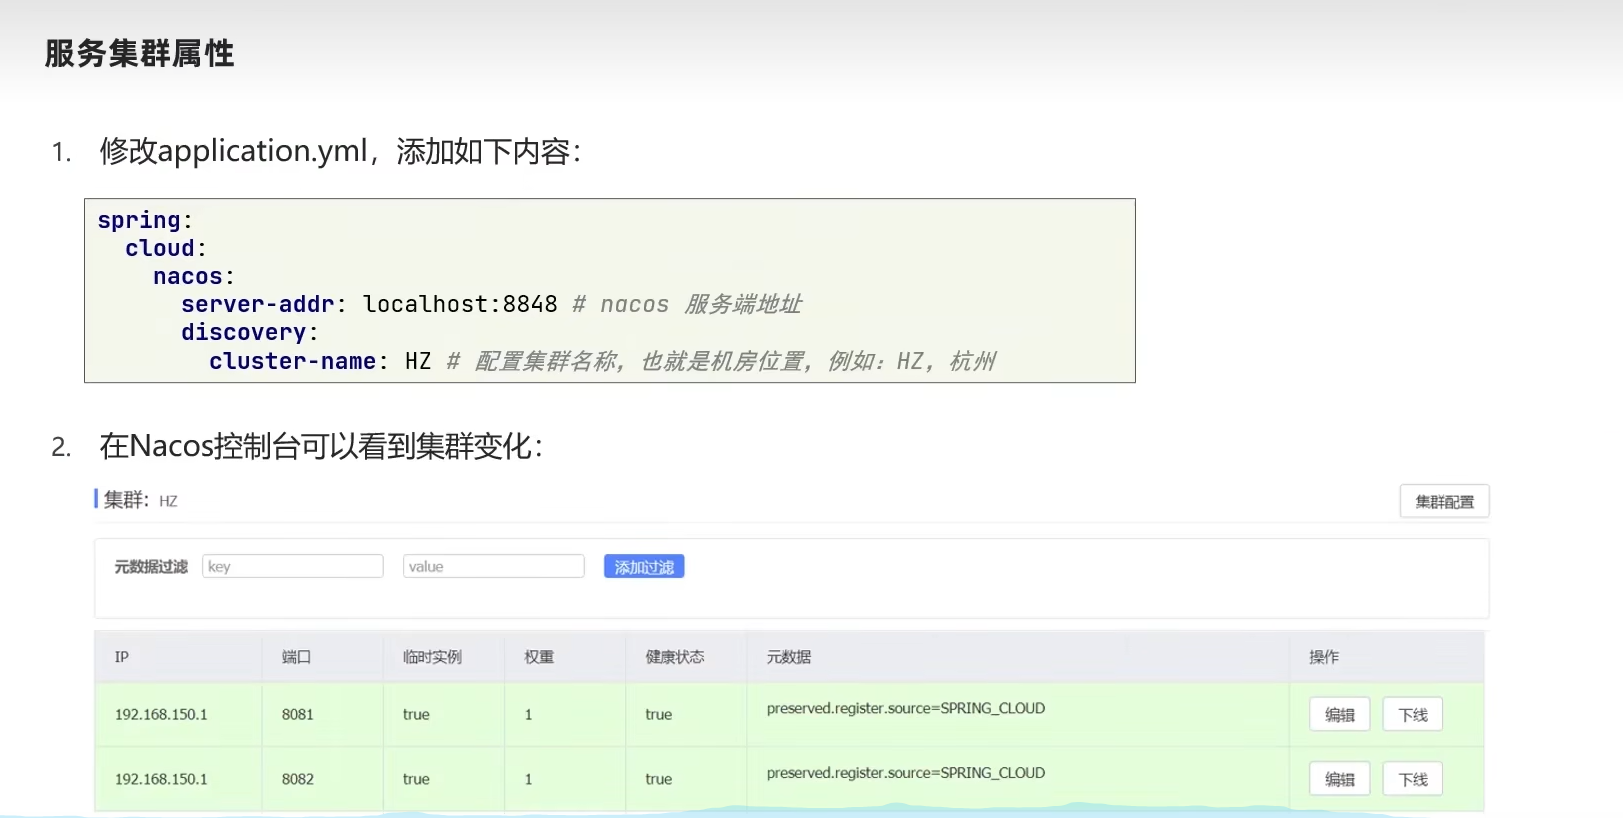 服务集群属性
1. 修改application.yml，添加如下内容：
spring:
  cloud:
    nacos:
      server-addr: localhost:8848 # nacos 服务端地址
      discovery:
        cluster-name: HZ # 配置集群名称，也就是机房位置，例如：HZ，杭州
2. 在Nacos控制台可以看到集群变化：
集群： HZ 集群配置
元数据过滤 key value 添加过滤
IP 端口 临时实例 权重 健康状态 元数据 操作
192.168.150.1 8081 true 1 true preserved.register.source=SPRING_CLOUD 编辑 下线
192.168.150.1 8082 true 1 true preserved.register.source=SPRING_CLOUD 编辑 下线